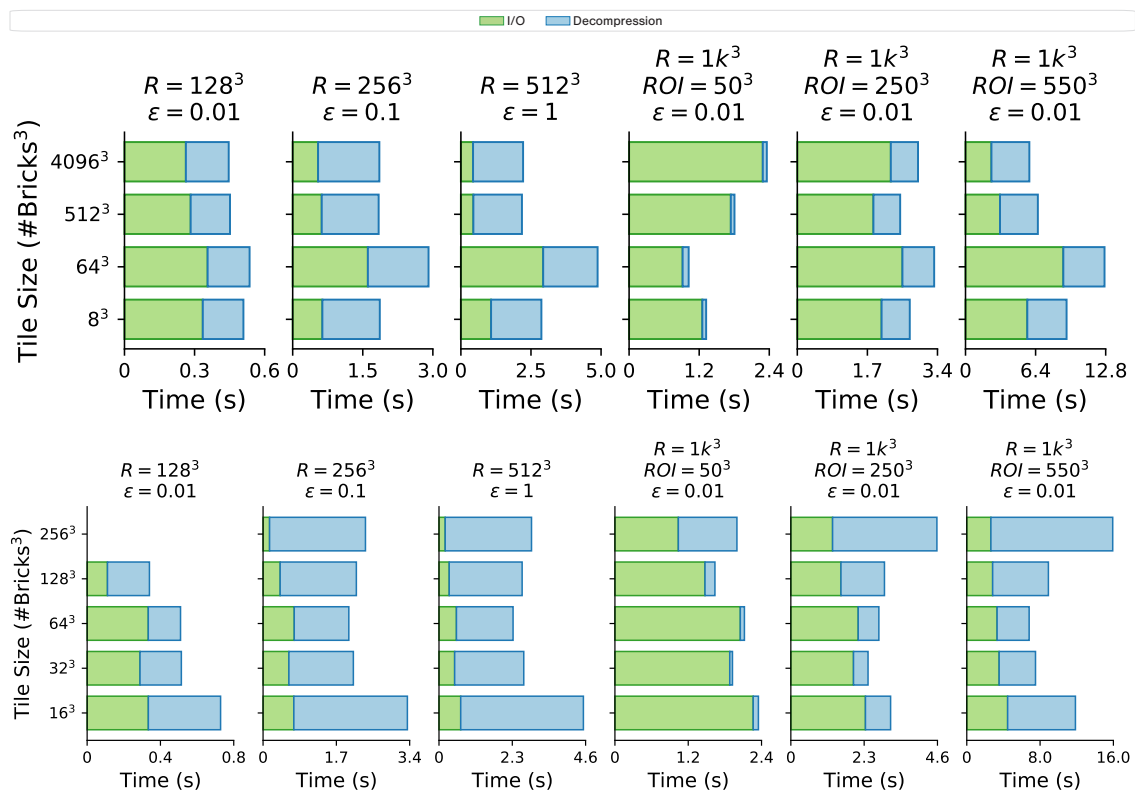 I/O Decompression
R = 128³ R = 256³ R = 512³ R = 1k³ R = 1k³ R = 1k³
ε = 0.01 ε = 0.1 ε = 1 ROI = 50³ ROI = 250³ ROI = 550³
ε = 0.01 ε = 0.01 ε = 0.01
Tile Size (#Bricks³)
4096³
512³
64³
8³
0 0.3 0.6 0 1.5 3.0 0 2.5 5.0 0 1.2 2.4 0 1.7 3.4 0 6.4 12.8
Time (s) Time (s) Time (s) Time (s) Time (s) Time (s)
R = 128³ R = 256³ R = 512³ R = 1k³ R = 1k³ R = 1k³
ε = 0.01 ε = 0.1 ε = 1 ROI = 50³ ROI = 250³ ROI = 550³
ε = 0.01 ε = 0.01 ε = 0.01
Tile Size (#Bricks³)
256³
128³
64³
32³
16³
0 0.4 0.8 0 1.7 3.4 0 2.3 4.6 0 1.2 2.4 0 2.3 4.6 0 8.0 16.0
Time (s) Time (s) Time (s) Time (s) Time (s) Time (s)